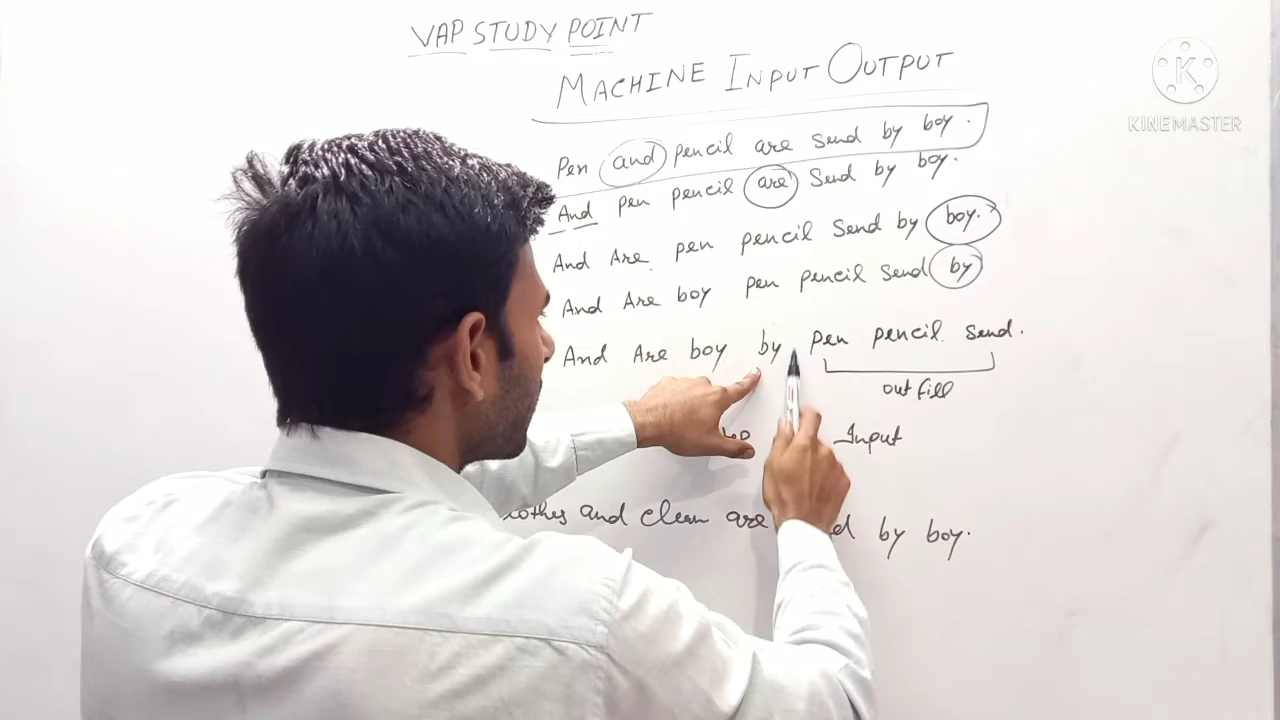 VAP STUDY POINT
MACHINE INPUT OUTPUT
KINEMASTER
Pen and pencil are send by boy.
And pen pencil are send by boy.
And Are pen pencil send by boy.
And Are boy pen pencil send by
And Are boy by pen pencil send.
out fill
Input
and clean are by boy.